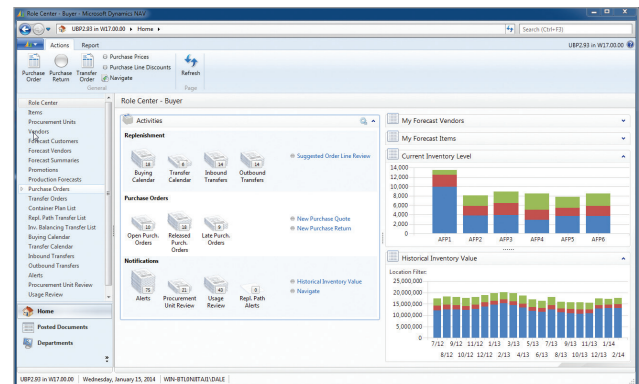 Role Center - Buyer - Microsoft Dynamics NAV
UBP2.93 in W17.00.00 Home
Search (Ctrl+F3)
Actions Report
UBP2.93 in W17.00.00
Purchase Order
Purchase Return
Transfer Order
Purchase Prices
Purchase Line Discounts
Navigate
Refresh
General
Page
Role Center
Items
Procurement Units
Vendors
Forecast Customers
Forecast Vendors
Forecast Summaries
Promotions
Production Forecasts
Purchase Orders
Transfer Orders
Container Plan List
Repl. Path Transfer List
Inv. Balancing Transfer List
Buying Calendar
Transfer Calendar
Inbound Transfers
Outbound Transfers
Alerts
Procurement Unit Review
Usage Review
Home
Posted Documents
Departments
Role Center - Buyer
Activities
Replenishment
18 8 14 14
Buying Calendar
Transfer Calendar
Inbound Transfers
Outbound Transfers
Suggested Order Line Review
Purchase Orders
10 18 9
Open Purch. Orders
Released Purch. Orders
Late Purch. Orders
New Purchase Quote
New Purchase Return
Notifications
75 21 43 0
Alerts
Procurement Unit Review
Usage Review
Repl. Path Alerts
Historical Inventory Value
Navigate
My Forecast Vendors
My Forecast Items
Current Inventory Level
14,000
12,000
10,000
8,000
6,000
4,000
2,000
0
AFP1 AFP2 AFP3 AFP4 AFP5 AFP6
Historical Inventory Value
Location Filter:
25,000,000
20,000,000
15,000,000
10,000,000
5,000,000
0
7/12 9/12 11/12 1/13 3/13 5/13 7/13 9/13 11/13 1/14
8/12 10/12 12/12 2/13 4/13 6/13 8/13 10/13 12/13 2/14
UBP2.93 in W17.00.00 Wednesday, January 15, 2014 WIN-BTL0NIITAJI\DALE